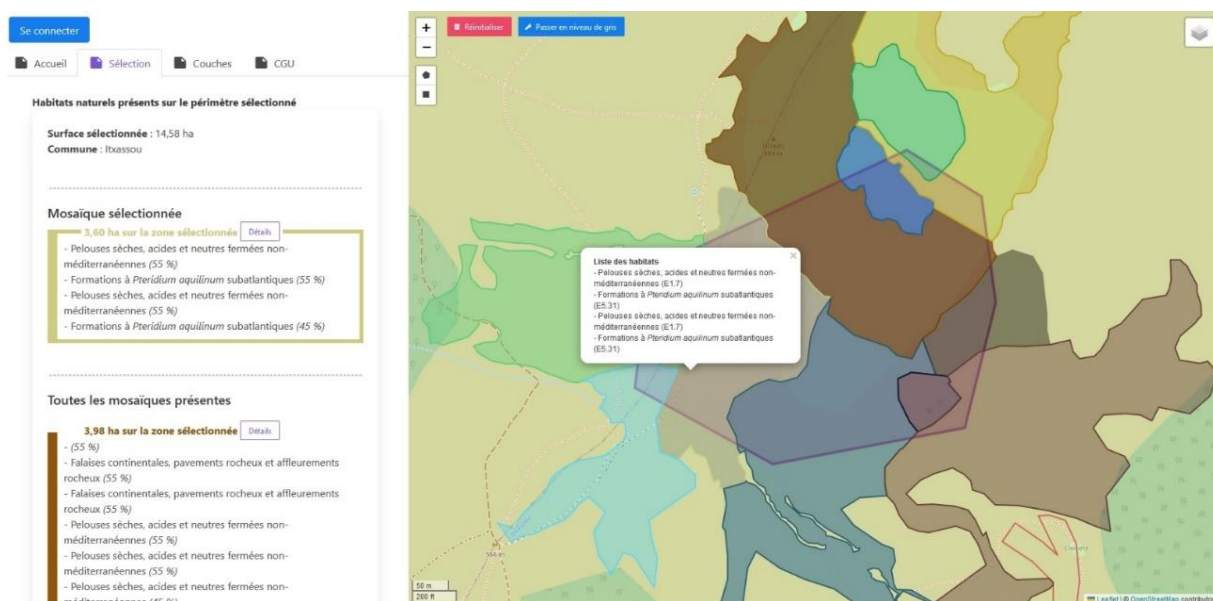 Se connecter
Accueil Sélection Couches CGU
Habitats naturels présents sur le périmètre sélectionné
Surface sélectionnée : 14,58 ha
Commune : Itxassou
Mosaïque sélectionnée
3,60 ha sur la zone sélectionnée Détails
- Pelouses sèches, acides et neutres fermées non-
méditerranéennes (55 %)
- Formations à Pteridium aquilinum subatlantiques (55 %)
- Pelouses sèches, acides et neutres fermées non-
méditerranéennes (55 %)
- Formations à Pteridium aquilinum subatlantiques (45 %)
Toutes les mosaïques présentes
3,98 ha sur la zone sélectionnée Détails
- (55 %)
- Falaises continentales, pavements rocheux et affleurements
rocheux (55 %)
- Falaises continentales, pavements rocheux et affleurements
rocheux (55 %)
- Pelouses sèches, acides et neutres fermées non-
méditerranéennes (55 %)
- Pelouses sèches, acides et neutres fermées non-
méditerranéennes (55 %)
- Pelouses sèches, acides et neutres fermées non-
méditerranéennes (45 %)
+
−
Réinitialiser
Passer en niveau de gris
×
Liste des habitats
- Pelouses sèches, acides et neutres fermées non-
méditerranéennes (E1.7)
- Formations à Pteridium aquilinum subatlantiques
(E5.31)
- Pelouses sèches, acides et neutres fermées non-
méditerranéennes (E1.7)
- Formations à Pteridium aquilinum subatlantiques
(E5.31)
50 m
200 ft
Leaflet | © OpenStreetMap contributor